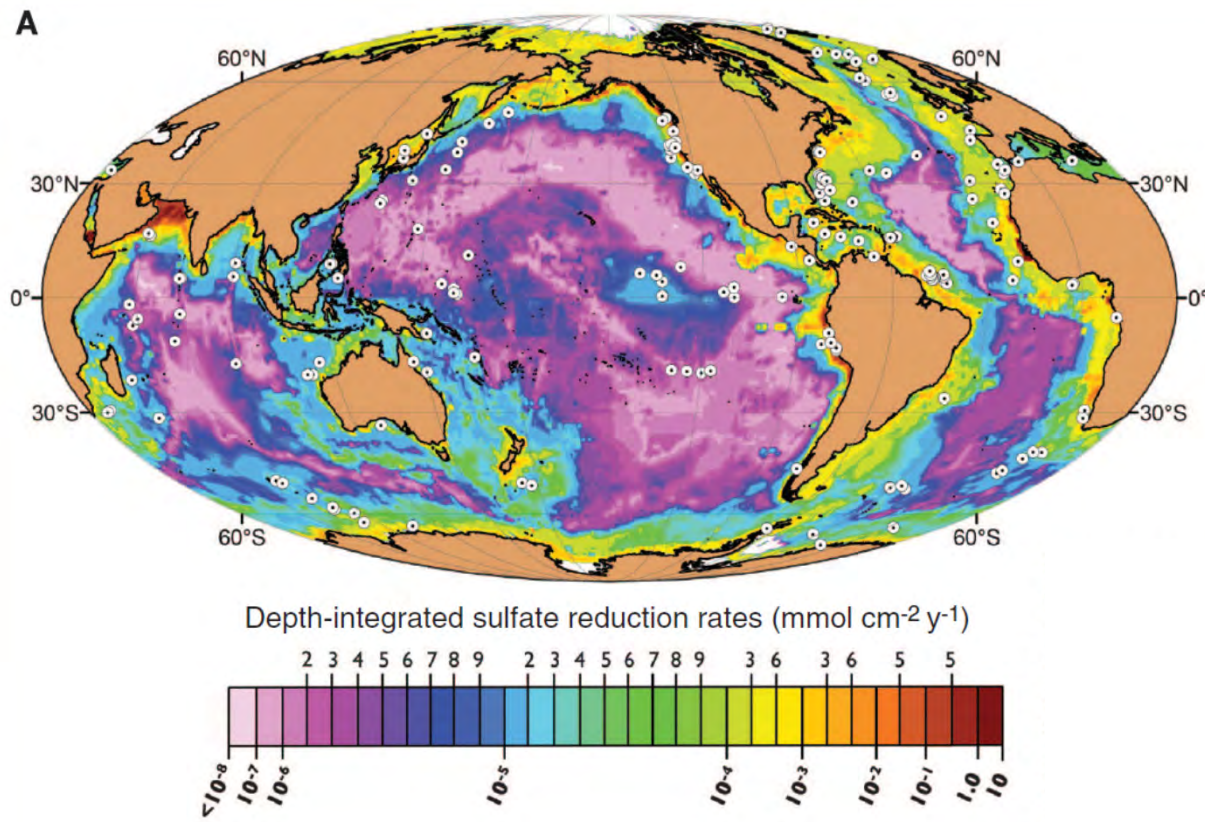 A
60°N 60°N
30°N 30°N
0° 0°
30°S 30°S
60°S 60°S
Depth-integrated sulfate reduction rates (mmol cm-2 y-1)
2 3 4 5 6 7 8 9 2 3 4 5 6 7 8 9 3 6 3 6 5 5
<10-8 10-7 10-6 10-5 10-4 10-3 10-2 10-1 1.0 10